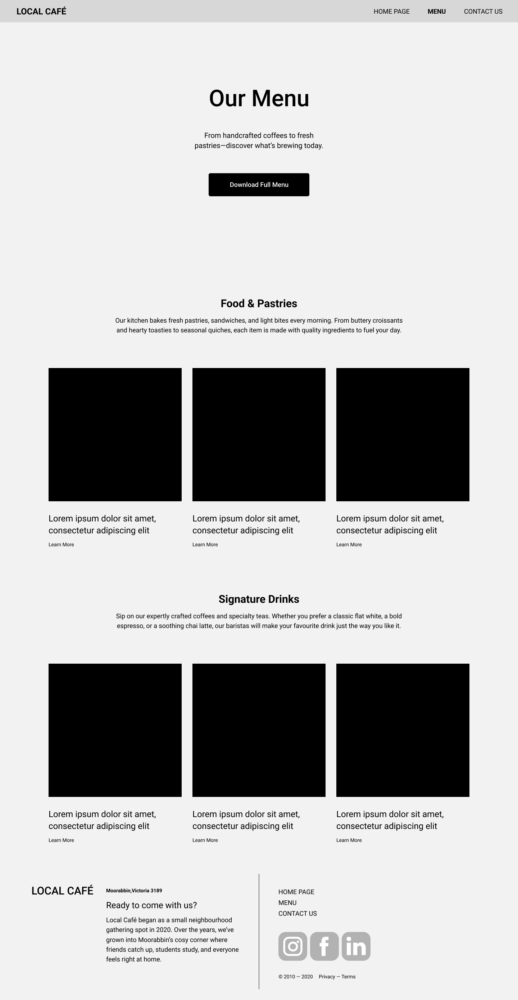 LOCAL CAFÉ
HOME PAGE
MENU
CONTACT US
Our Menu
From handcrafted coffees to fresh
pastries—discover what’s brewing today.
Download Full Menu
Food & Pastries
Our kitchen bakes fresh pastries, sandwiches, and light bites every morning. From buttery croissants
and hearty toasties to seasonal quiches, each item is made with quality ingredients to fuel your day.
Lorem ipsum dolor sit amet,
consectetur adipiscing elit
Learn More
Lorem ipsum dolor sit amet,
consectetur adipiscing elit
Learn More
Lorem ipsum dolor sit amet,
consectetur adipiscing elit
Learn More
Signature Drinks
Sip on our expertly crafted coffees and specialty teas. Whether you prefer a classic flat white, a bold
espresso, or a soothing chai latte, our baristas will make your favourite drink just the way you like it.
Lorem ipsum dolor sit amet,
consectetur adipiscing elit
Learn More
Lorem ipsum dolor sit amet,
consectetur adipiscing elit
Learn More
Lorem ipsum dolor sit amet,
consectetur adipiscing elit
Learn More
LOCAL CAFÉ
Moorabbin,Victoria 3189
Ready to come with us?
Local Café began as a small neighbourhood
gathering spot in 2020. Over the years, we’ve
grown into Moorabbin’s cosy corner where
friends catch up, students study, and everyone
feels right at home.
HOME PAGE
MENU
CONTACT US
f
in
© 2010 — 2020 Privacy — Terms